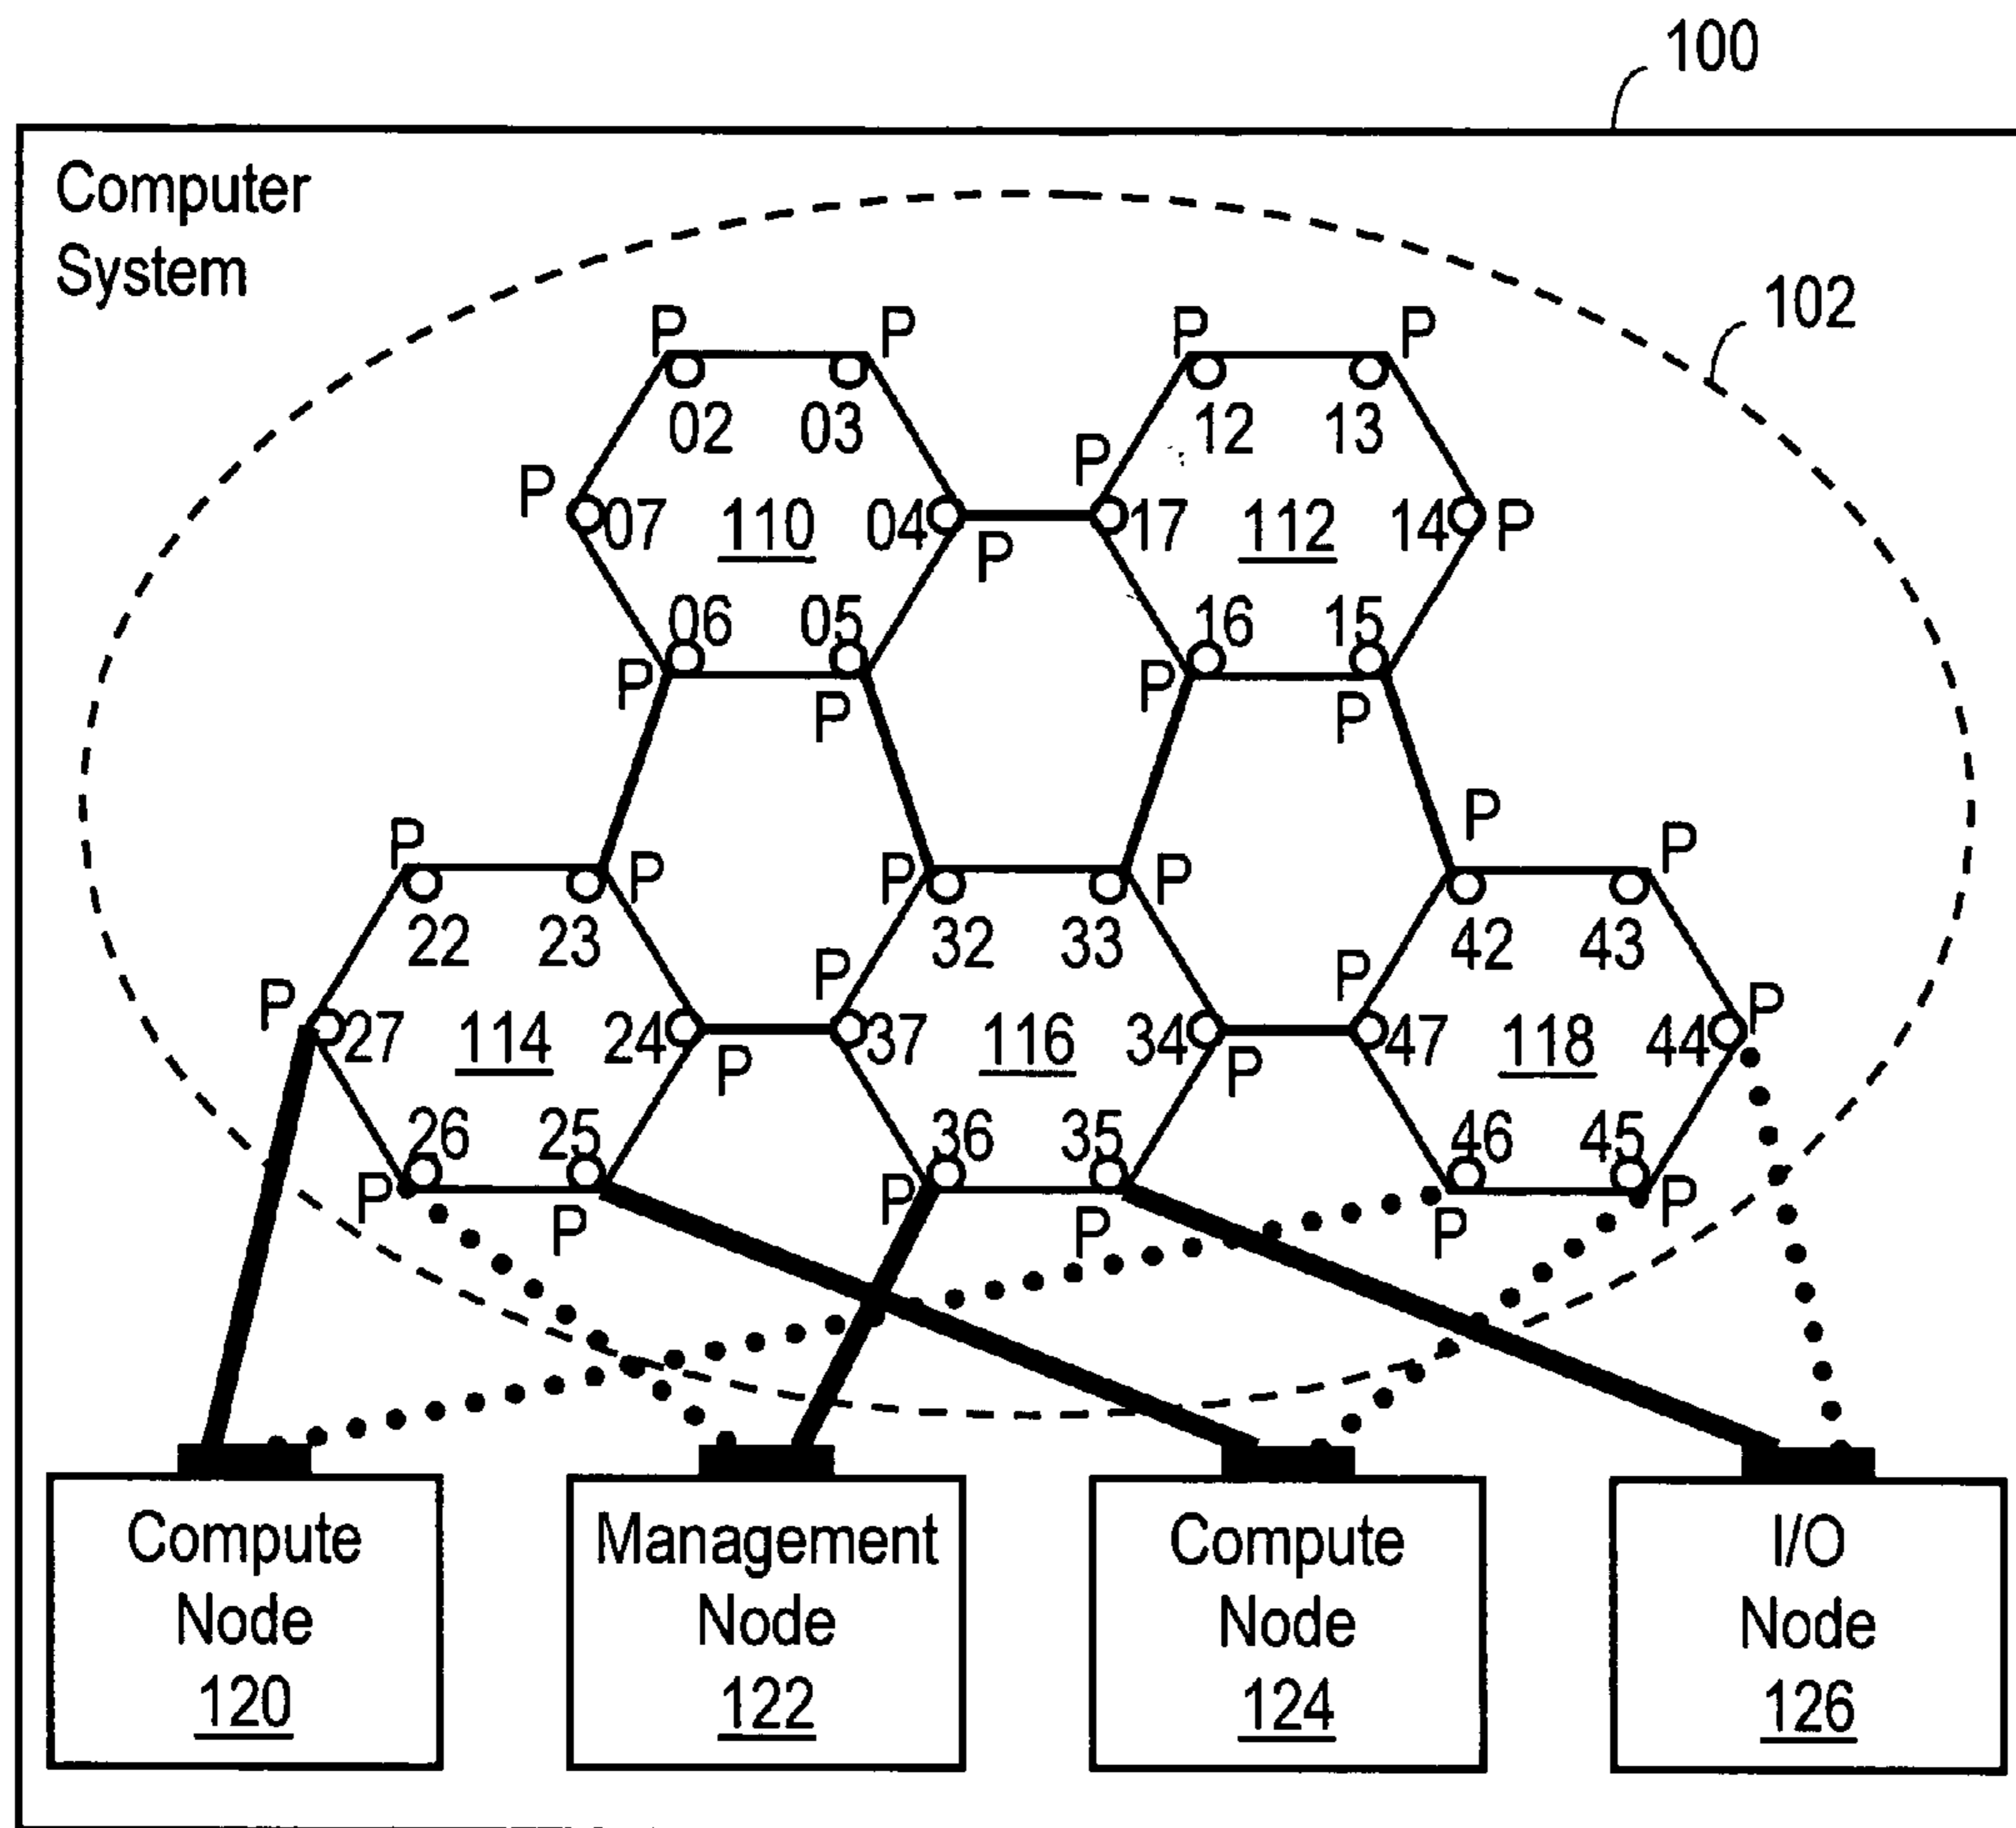 100
Computer
System
102
P P P P
02 03 12 13
P P
07 110 04 17 112 14 P
P
06 05 16 15
P P P P
P P
P P P P
22 23 32 33 42 43
P P P P
27 114 24 37 116 34 47 118 44
P P
26 25 36 35 46 45
P P P
P P P
Compute
Node
120
Management
Node
122
Compute
Node
124
I/O
Node
126